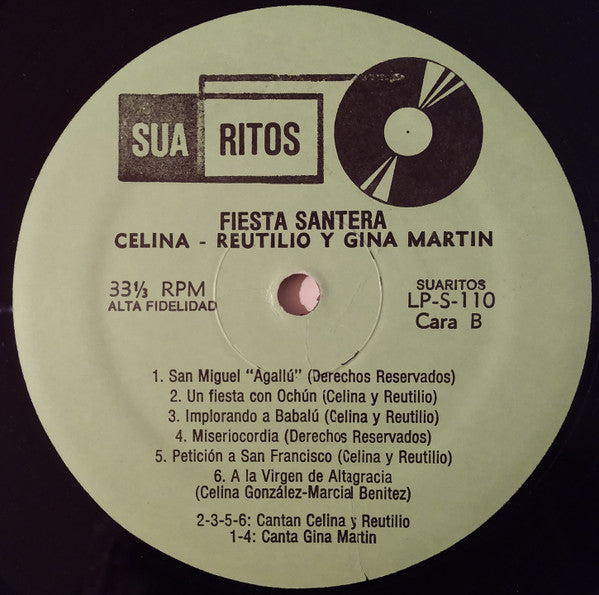 SUA RITOS
FIESTA SANTERA
CELINA - REUTILIO Y GINA MARTIN
33⅓ RPM
ALTA FIDELIDAD
SUARITOS
LP-S-110
Cara B
1. San Miguel "Agallú" (Derechos Reservados)
2. Un fiesta con Ochún (Celina y Reutilio)
3. Implorando a Babalú (Celina y Reutilio)
4. Miseriocordia (Derechos Reservados)
5. Petición a San Francisco (Celina y Reutilio)
6. A la Virgen de Altagracia
(Celina González-Marcial Benitez)
2-3-5-6: Cantan Celina y Reutilio
1-4: Canta Gina Martin